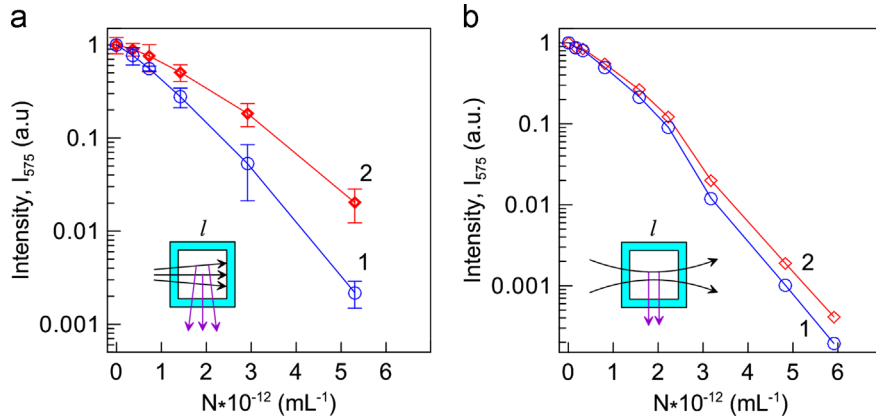 a
b
Intensity, I575 (a.u)
1
0.1
0.01
0.001
2
1
l
0 1 2 3 4 5 6
N*10-12 (mL-1)
Intensity, I575 (a.u.)
1
0.1
0.01
0.001
2
1
l
0 1 2 3 4 5 6
N*10-12 (mL-1)